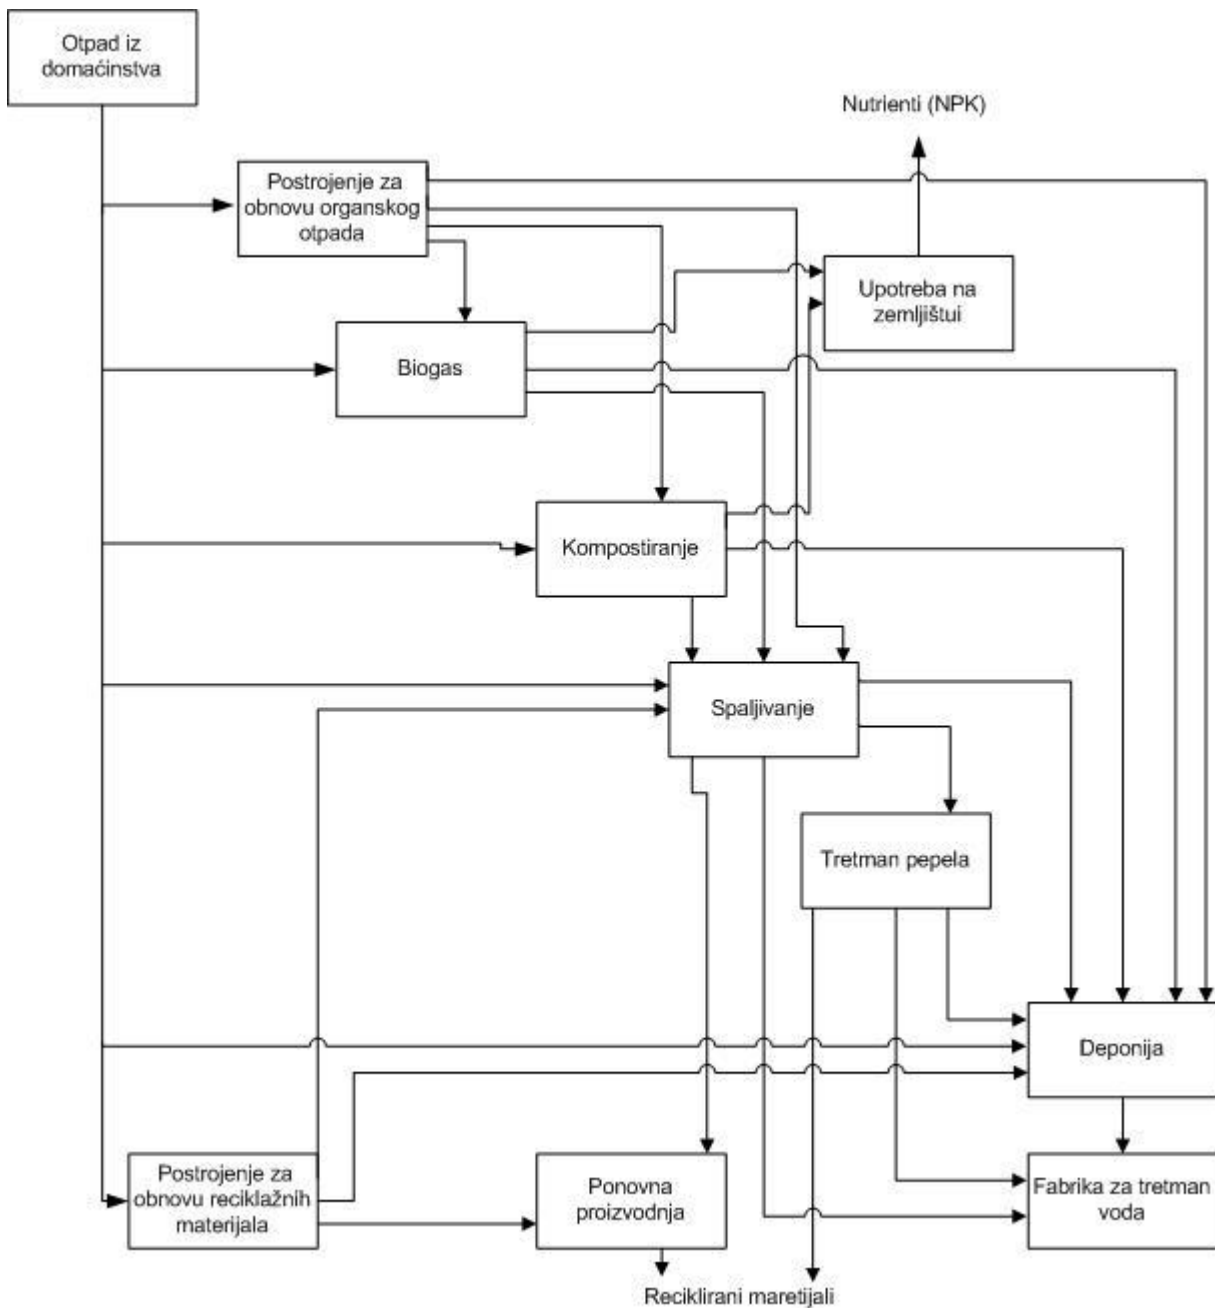 Otpad iz
domaćinstva
Nutrienti (NPK)
Postrojenje za
obnovu organskog
otpada
Upotreba na
zemljištui
Biogas
Kompostiranje
Spaljivanje
Tretman pepela
Deponija
Postrojenje za
obnovu reciklažnih
materijala
Ponovna
proizvodnja
Fabrika za tretman
voda
Reciklirani maretijali